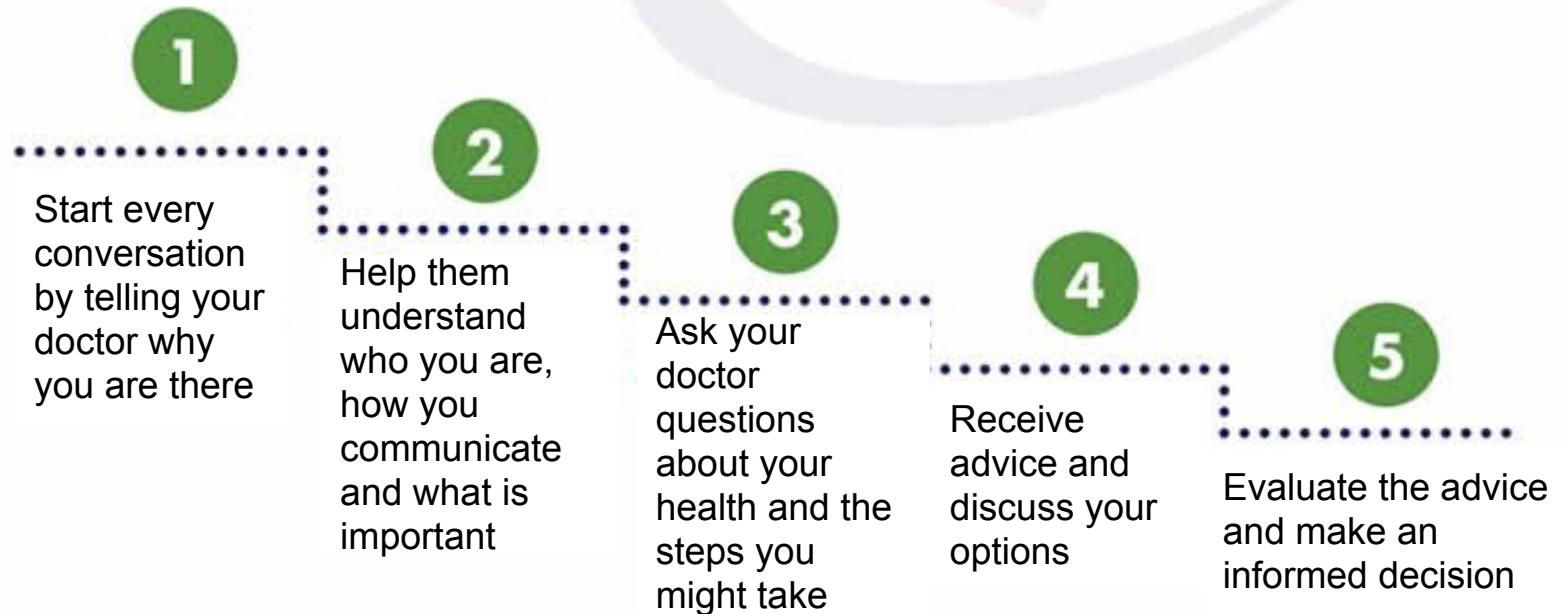 1
Start every
conversation
by telling your
doctor why
you are there
2
Help them
understand
who you are,
how you
communicate
and what is
important
3
Ask your
doctor
questions
about your
health and the
steps you
might take
4
Receive
advice and
discuss your
options
5
Evaluate the advice
and make an
informed decision